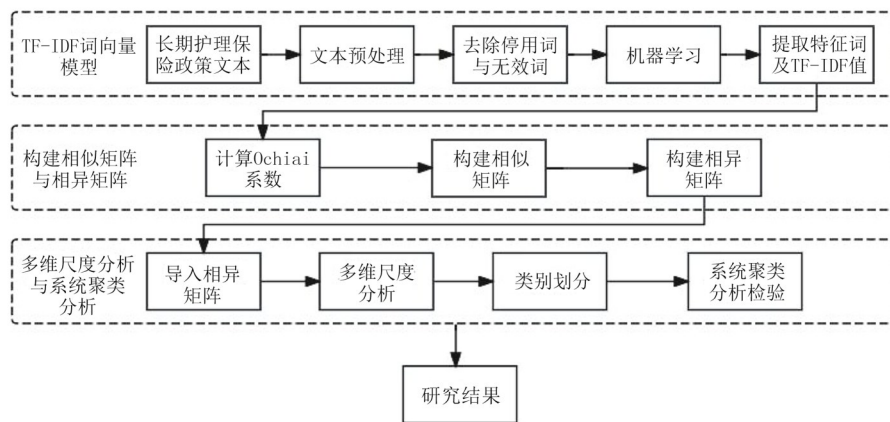 TF-IDF词向量
模型
长期护理保
险政策文本
文本预处理
去除停用词
与无效词
机器学习
提取特征词
及TF-IDF值
构建相似矩阵
与相异矩阵
计算Ochiai
系数
构建相似
矩阵
构建相异
矩阵
多维尺度分析
与系统聚类
分析
导入相异
矩阵
多维尺度
分析
类别划分
系统聚类
分析检验
研究结果